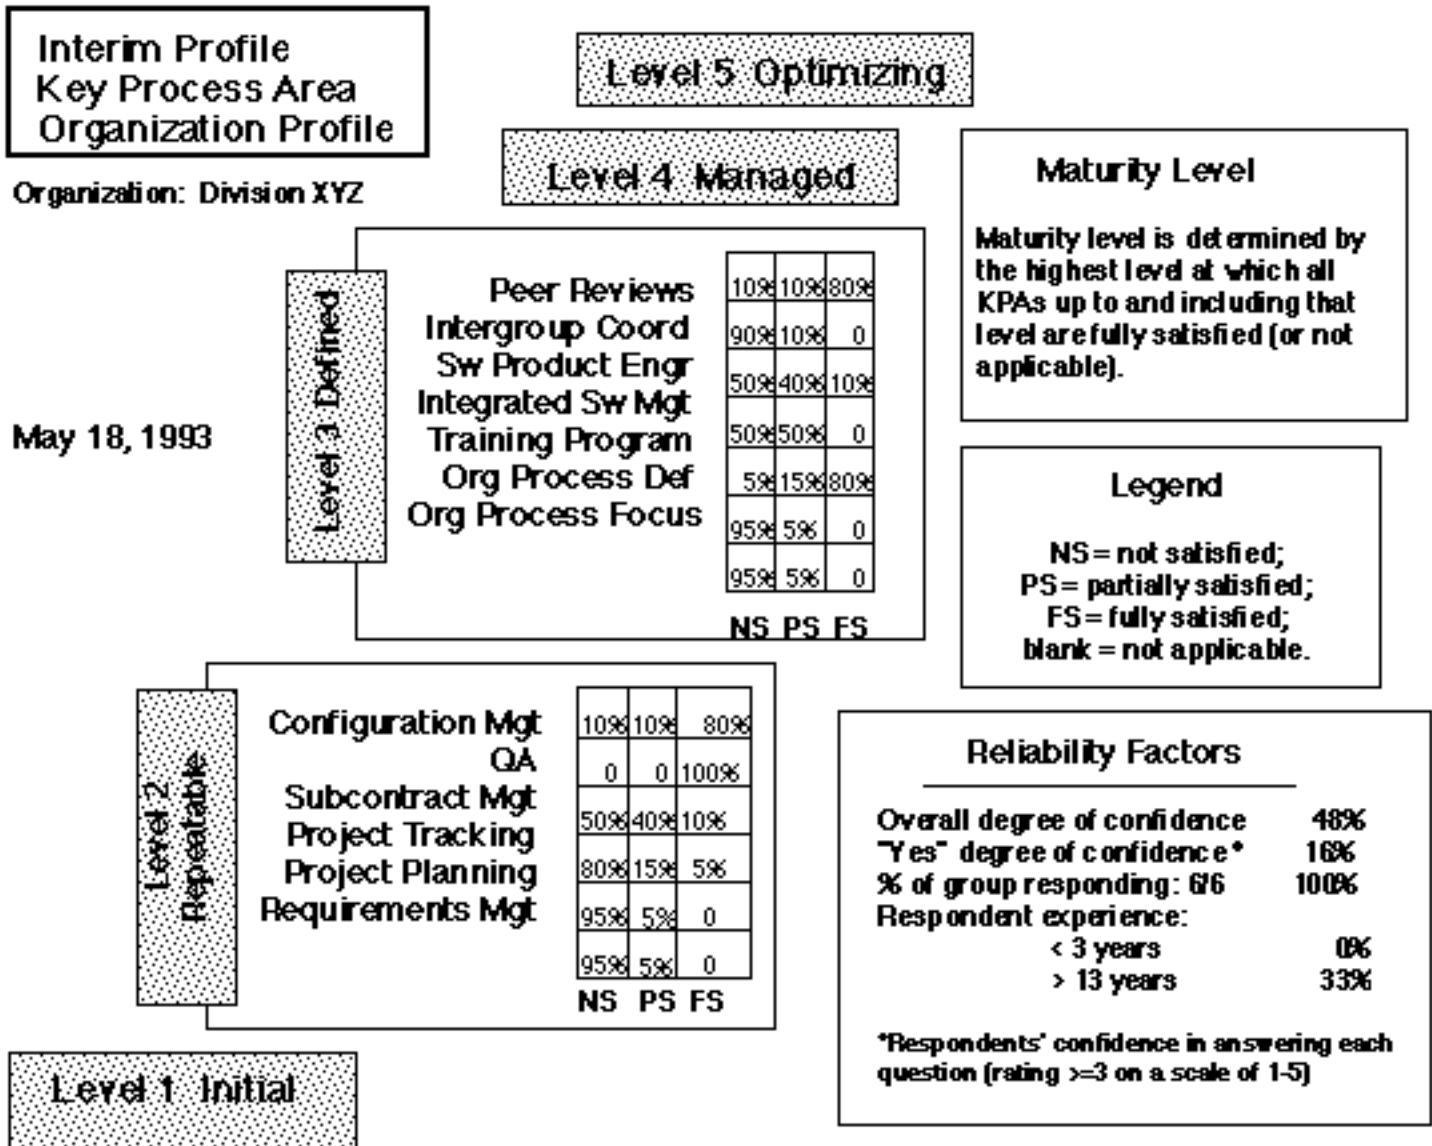 Interim Profile
Key Process Area
Organization Profile
Organization: Division XYZ
May 18, 1993
Level 5 Optimizing
Level 4 Managed
Level 3 Defined
Peer Reviews
Intergroup Coord
Sw Product Engr
Integrated Sw Mgt
Training Program
Org Process Def
Org Process Focus
10% 10% 80%
90% 10% 0
50% 40% 10%
50% 50% 0
5% 15% 80%
95% 5% 0
95% 5% 0
NS PS FS
Level 2
Repeatable
Configuration Mgt
QA
Subcontract Mgt
Project Tracking
Project Planning
Requirements Mgt
10% 10% 80%
0 0 100%
50% 40% 10%
80% 15% 5%
95% 5% 0
95% 5% 0
NS PS FS
Level 1 Initial
Maturity Level
Maturity level is determined by
the highest level at which all
KPAs up to and including that
level are fully satisfied (or not
applicable).
Legend
NS = not satisfied;
PS = partially satisfied;
FS = fully satisfied;
blank = not applicable.
Reliability Factors
Overall degree of confidence 48%
"Yes" degree of confidence* 16%
% of group responding: 6/6 100%
Respondent experience:
< 3 years 0%
> 13 years 33%
*Respondents' confidence in answering each
question (rating >=3 on a scale of 1-5)